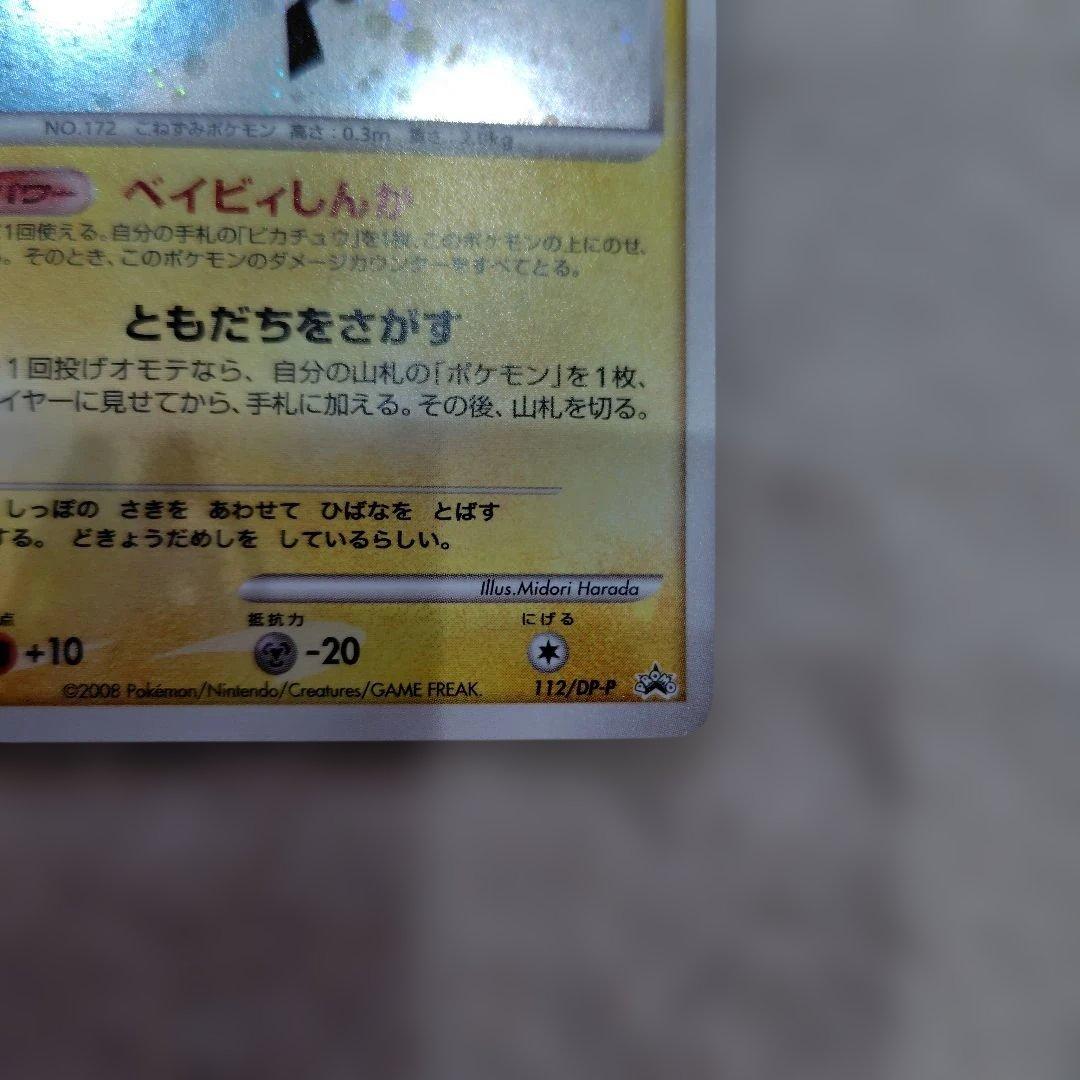 NO.172 こねずみポケモン 高さ:0.3m 重さ:2.0kg
パワー ベイビィしんか
1回使える。自分の手札の「ピカチュウ」を1枚、このポケモンの上にのせ、
。そのとき、このポケモンのダメージカウンターをすべてとる。
ともだちをさがす
1回投げオモテなら、自分の山札の「ポケモン」を1枚、
イヤーに見せてから、手札に加える。その後、山札を切る。
しっぽの さきを あわせて ひばなを とばす
する。 どきょうだめしを しているらしい。
Illus.Midori Harada
点 抵抗力 にげる
+10 -20
©2008 Pokémon/Nintendo/Creatures/GAME FREAK. 112/DP-P PROMO